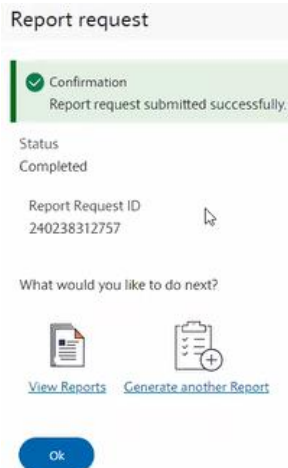 Report request
Confirmation
Report request submitted successfully.
Status
Completed
Report Request ID
240238312757
What would you like to do next?
View Reports Generate another Report
Ok